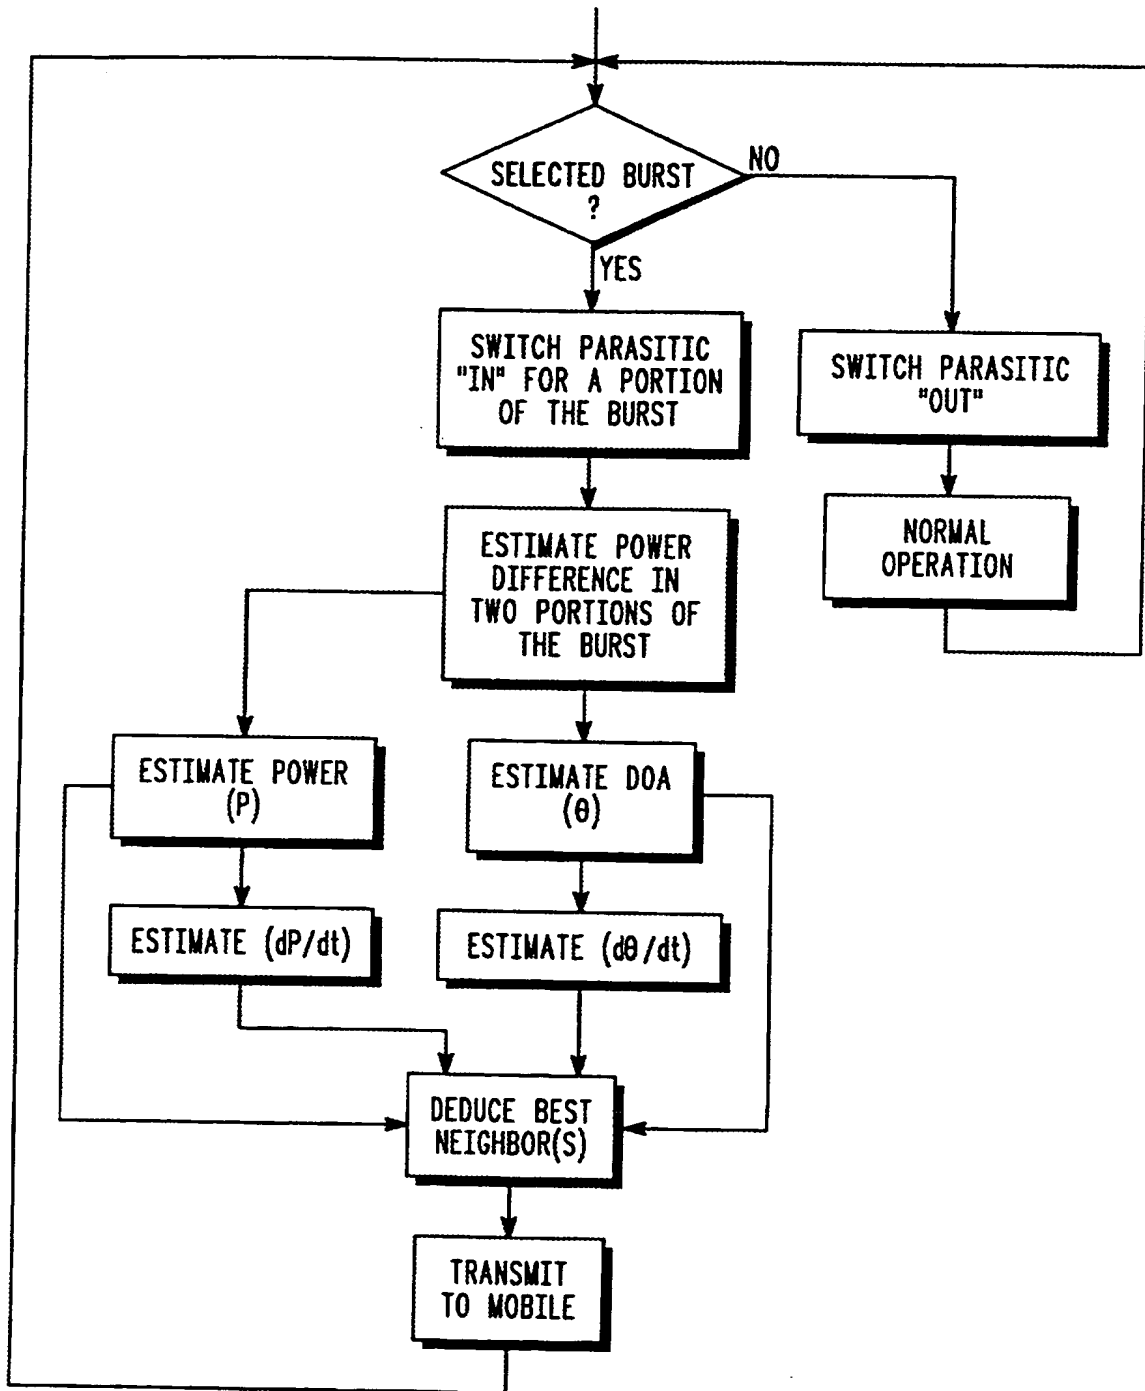 SELECTED BURST
?
NO
YES
SWITCH PARASITIC
"IN" FOR A PORTION
OF THE BURST
SWITCH PARASITIC
"OUT"
ESTIMATE POWER
DIFFERENCE IN
TWO PORTIONS OF
THE BURST
NORMAL
OPERATION
ESTIMATE POWER
(P)
ESTIMATE DOA
(θ)
ESTIMATE (dP/dt)
ESTIMATE (dθ/dt)
DEDUCE BEST
NEIGHBOR(S)
TRANSMIT
TO MOBILE